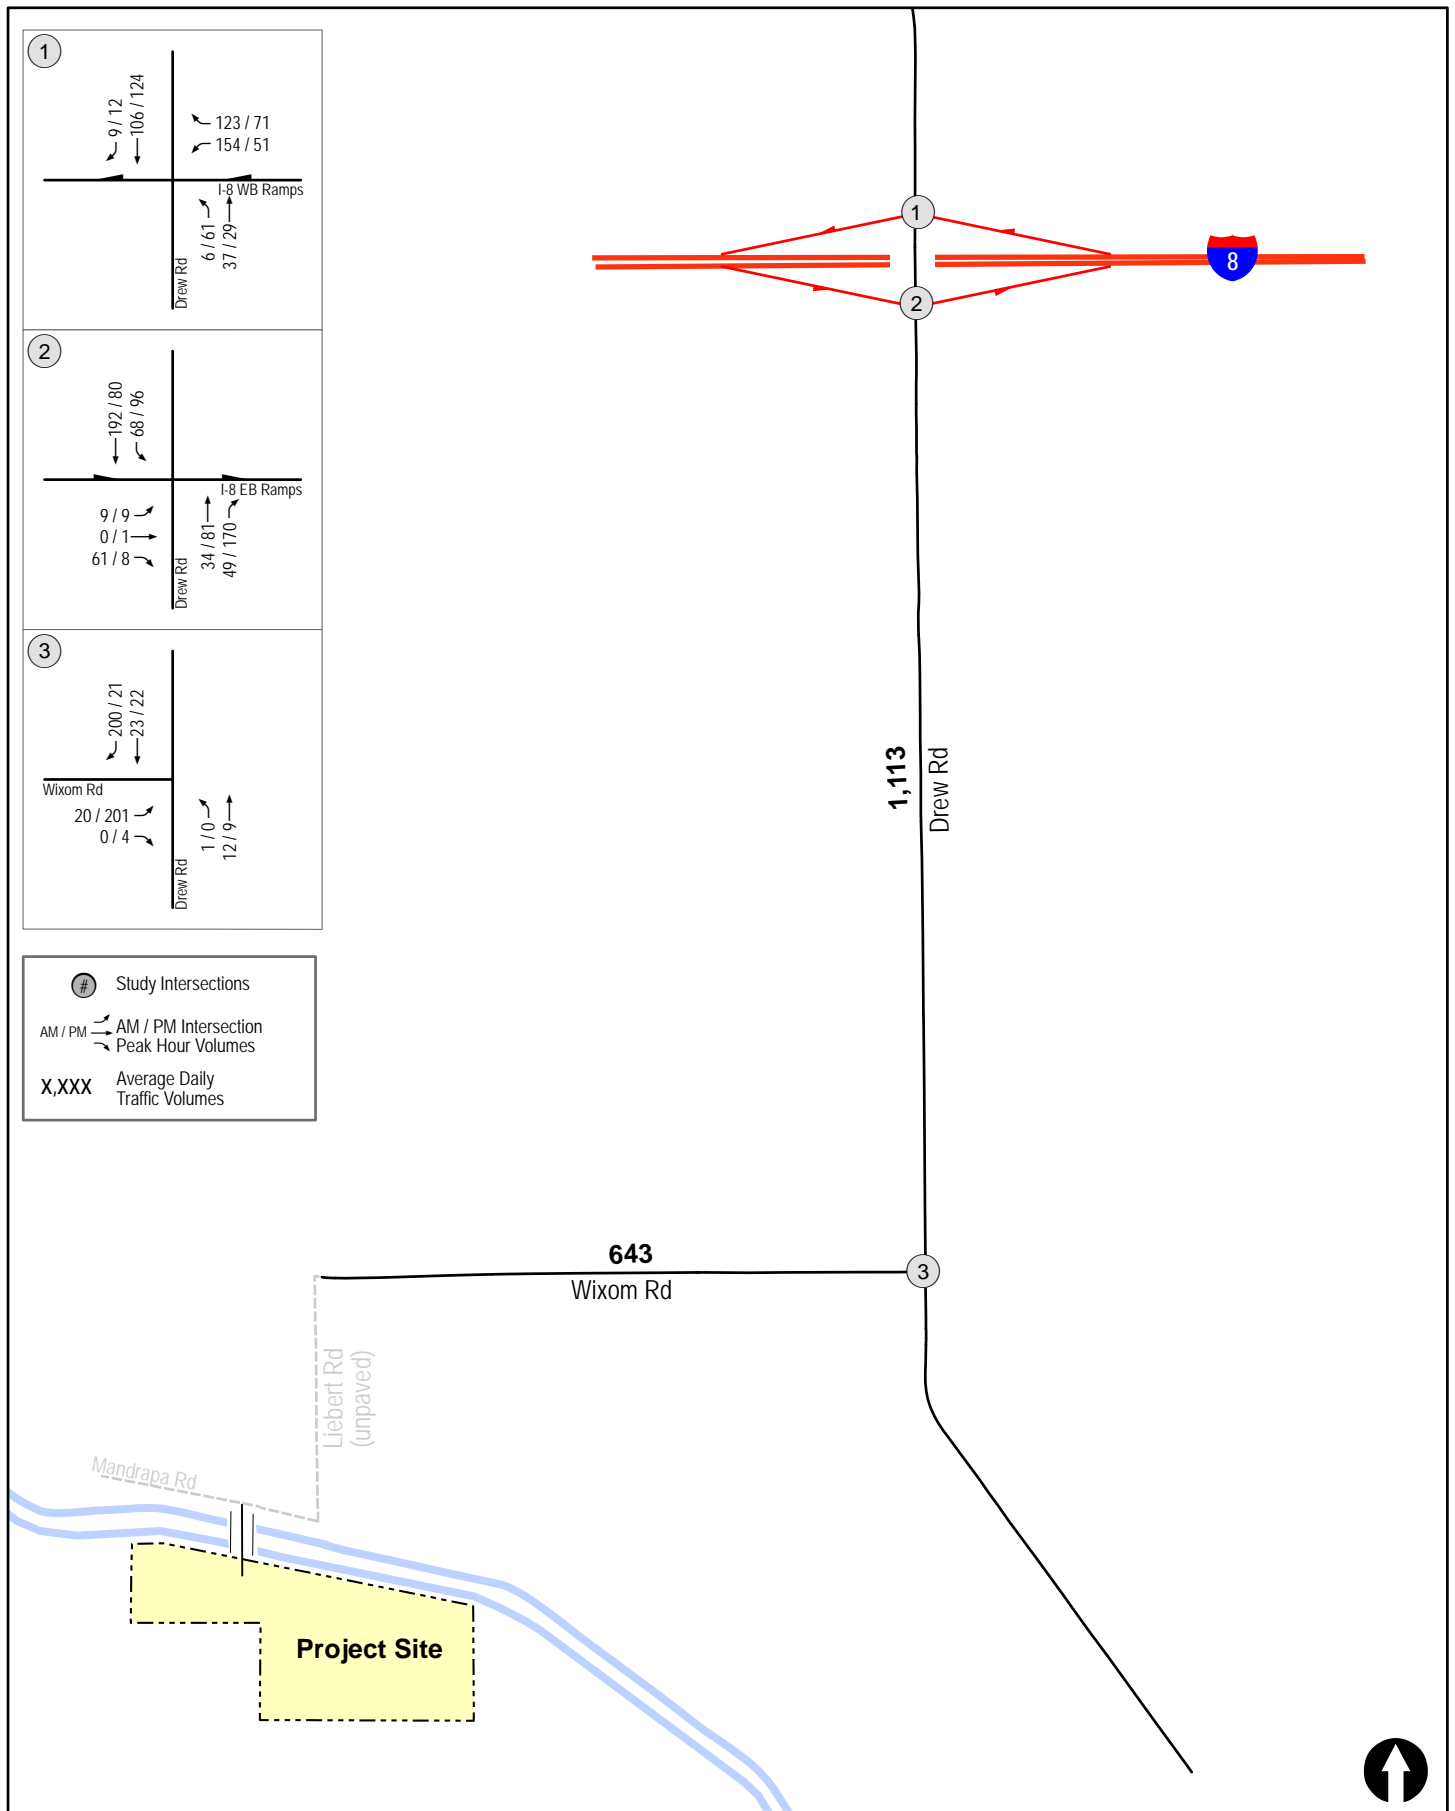 1
9 / 12
106 / 124
123 / 71
154 / 51
I-8 WB Ramps
6 / 61
37 / 29
Drew Rd
2
192 / 80
68 / 96
I-8 EB Ramps
9 / 9
0 / 1
61 / 8
34 / 81
49 / 170
Drew Rd
3
200 / 21
23 / 22
Wixom Rd
20 / 201
0 / 4
1 / 0
12 / 9
Drew Rd
# Study Intersections
AM / PM
AM / PM Intersection
Peak Hour Volumes
X,XXX
Average Daily
Traffic Volumes
1
8
2
1,113
Drew Rd
643
3
Wixom Rd
Liebert Rd
(unpaved)
Mandrapa Rd
Project Site